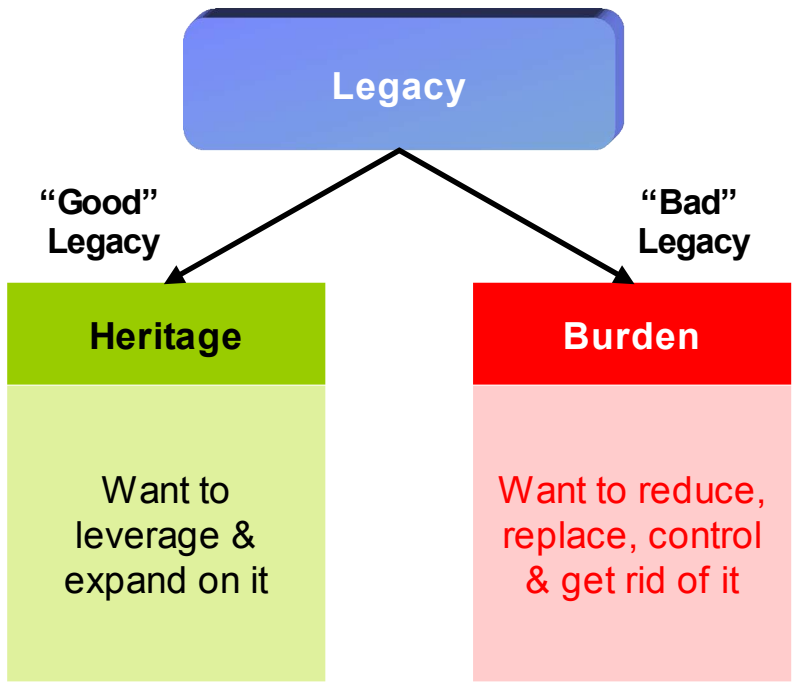 Legacy
“Good”
Legacy
“Bad”
Legacy
Heritage
Want to
leverage &
expand on it
Burden
Want to reduce,
replace, control
& get rid of it